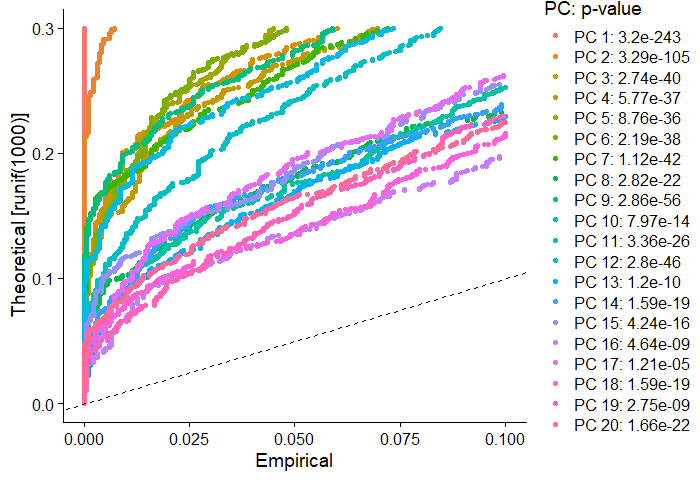 PC: p-value
PC 1: 3.2e-243
PC 2: 3.29e-105
PC 3: 2.74e-40
PC 4: 5.77e-37
PC 5: 8.76e-36
PC 6: 2.19e-38
PC 7: 1.12e-42
PC 8: 2.82e-22
PC 9: 2.86e-56
PC 10: 7.97e-14
PC 11: 3.36e-26
PC 12: 2.8e-46
PC 13: 1.2e-10
PC 14: 1.59e-19
PC 15: 4.24e-16
PC 16: 4.64e-09
PC 17: 1.21e-05
PC 18: 1.59e-19
PC 19: 2.75e-09
PC 20: 1.66e-22
Theoretical [runif(1000)]
0.3
0.2
0.1
0.0
0.000 0.025 0.050 0.075 0.100
Empirical